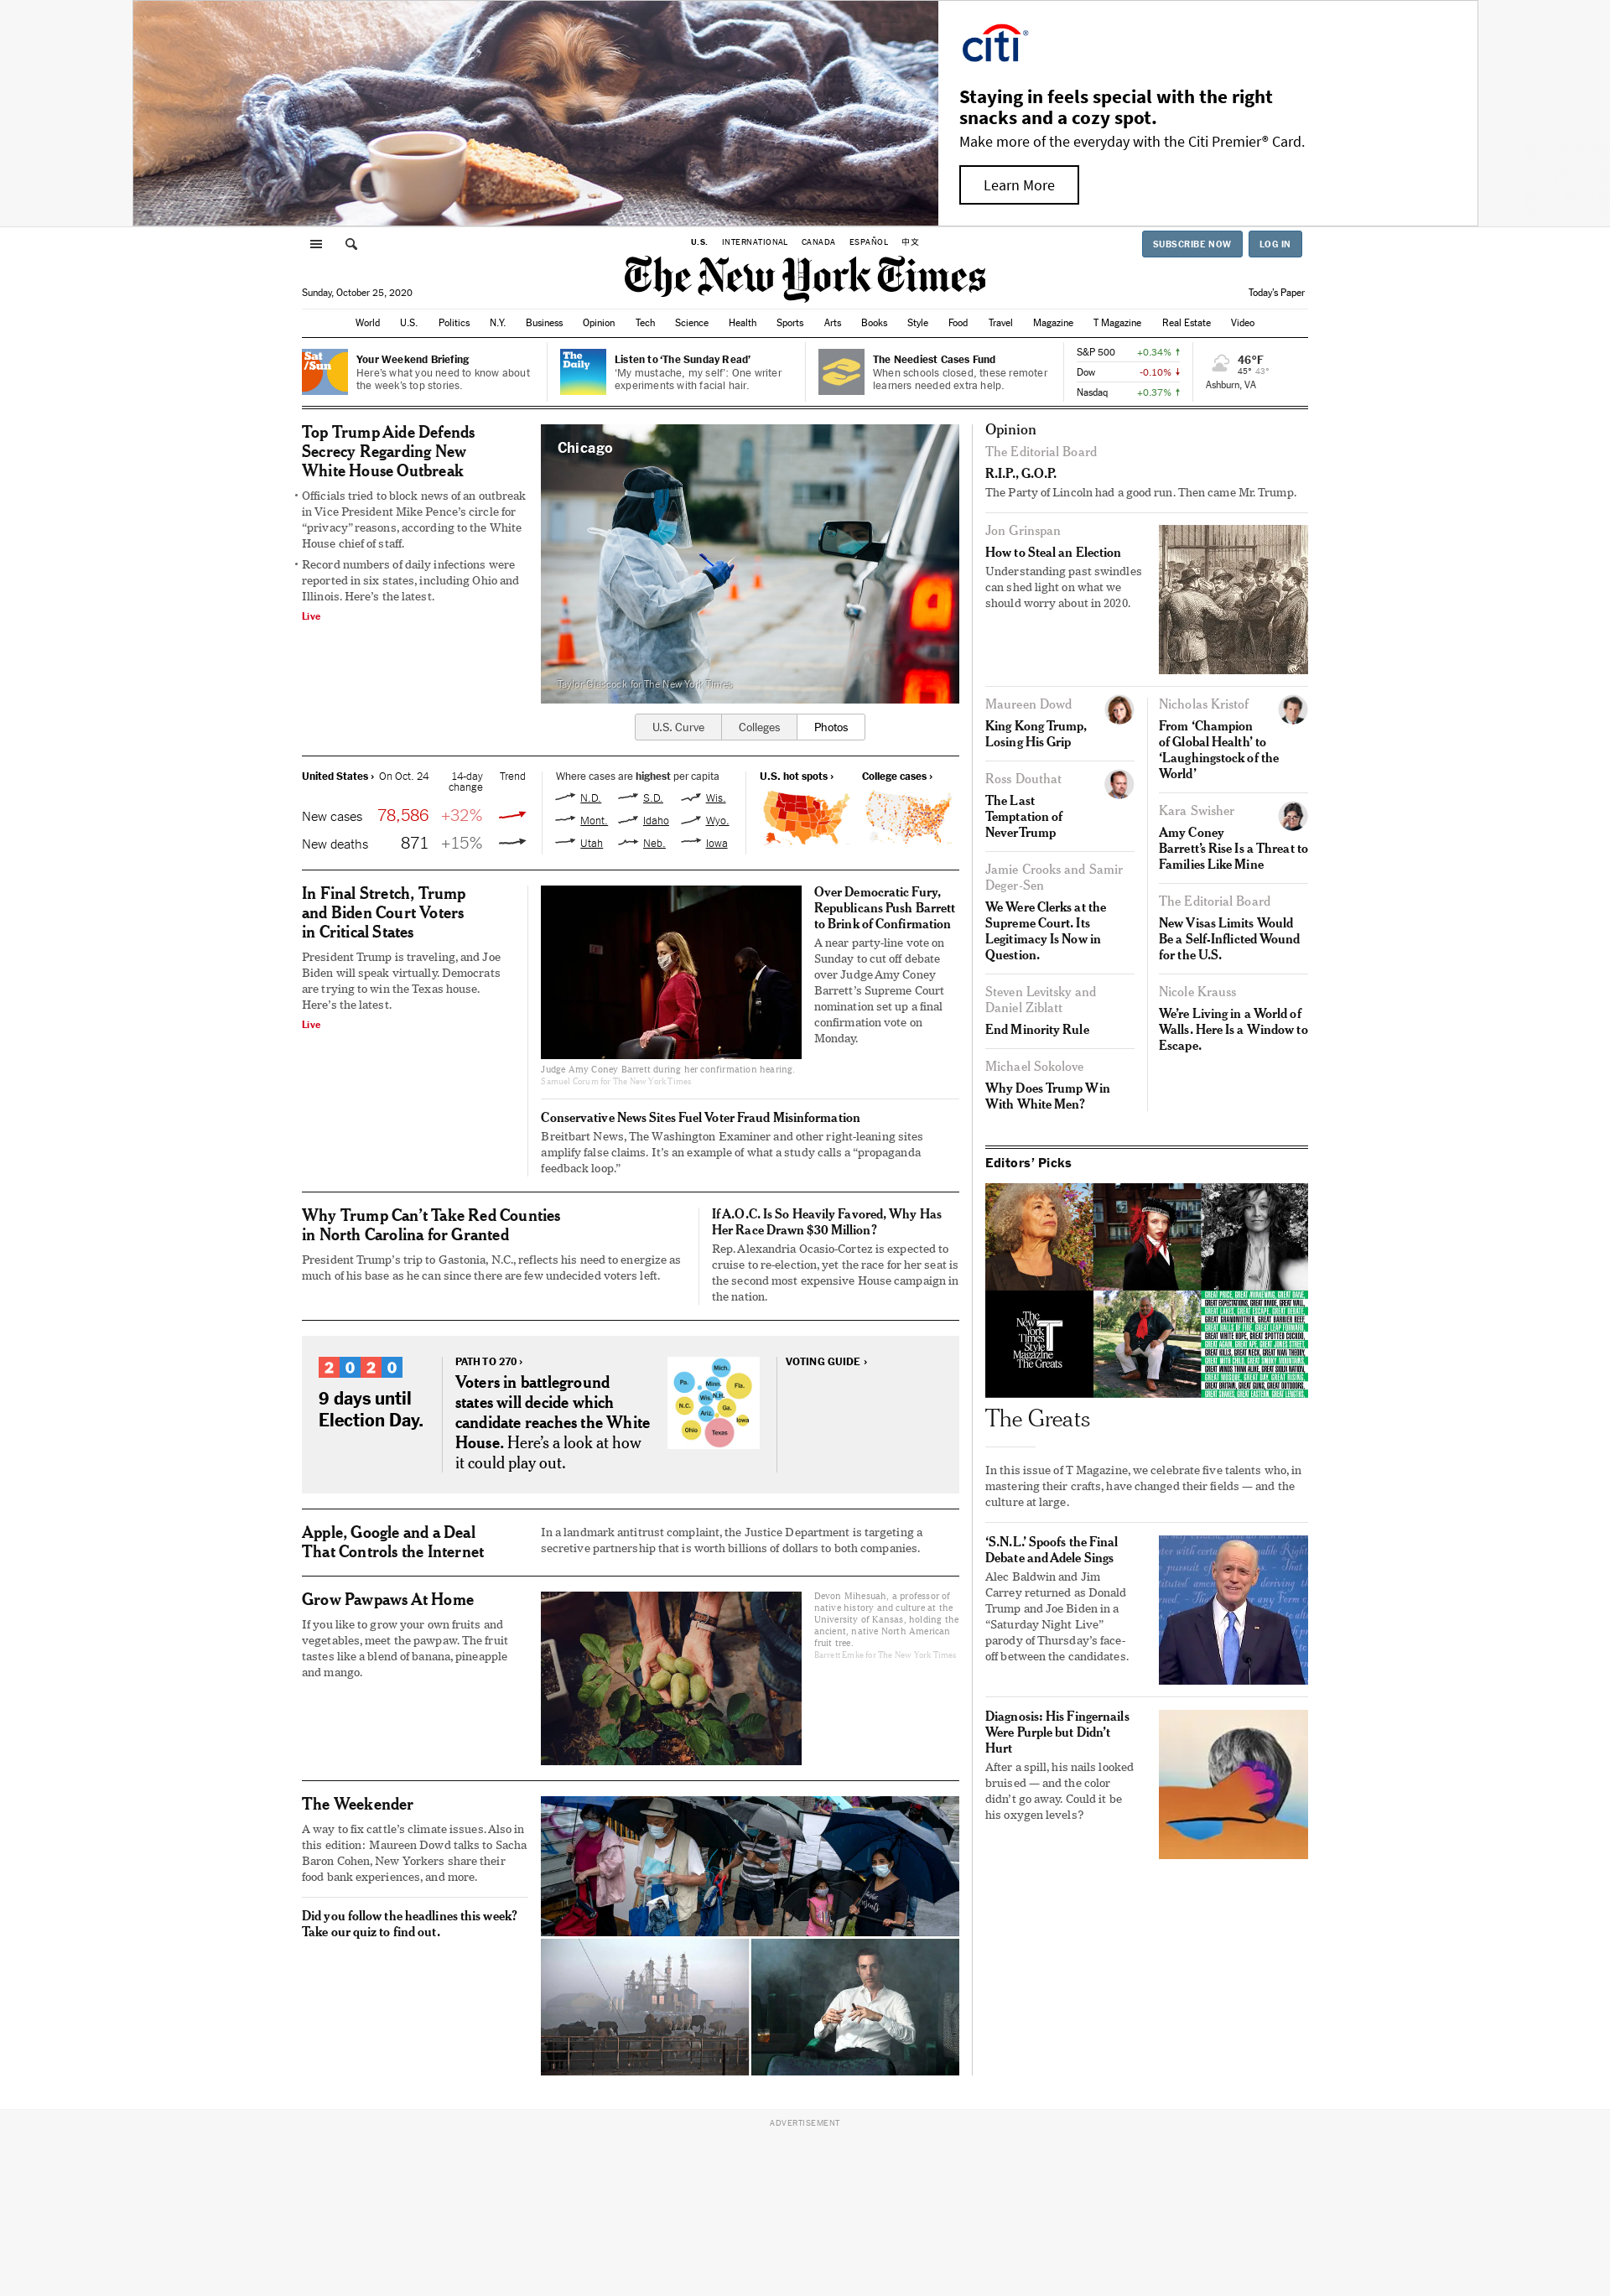 citi®
Staying in feels special with the right
snacks and a cozy spot.
Make more of the everyday with the Citi Premier® Card.
Learn More
U.S. INTERNATIONAL CANADA ESPAÑOL 中文
SUBSCRIBE NOW LOG IN
The New York Times
Sunday, October 25, 2020
Today's Paper
World U.S. Politics N.Y. Business Opinion Tech Science Health Sports Arts Books Style Food Travel Magazine T Magazine Real Estate Video
Sat
/Sun
Your Weekend Briefing
Here's what you need to know about
the week's top stories.
The
Daily
Listen to ‘The Sunday Read’
‘My mustache, my self’: One writer
experiments with facial hair.
The Neediest Cases Fund
When schools closed, these remoter
learners needed extra help.
S&P 500 +0.34% ↑
Dow -0.10% ↓
Nasdaq +0.37% ↑
46°F
45° 43°
Ashburn, VA
Top Trump Aide Defends
Secrecy Regarding New
White House Outbreak
• Officials tried to block news of an outbreak
in Vice President Mike Pence’s circle for
“privacy” reasons, according to the White
House chief of staff.
• Record numbers of daily infections were
reported in six states, including Ohio and
Illinois. Here’s the latest.
Live
Chicago
Taylor Glascock for The New York Times
U.S. Curve Colleges Photos
United States › On Oct. 24 14-day Trend
change
New cases 78,586 +32%
New deaths 871 +15%
Where cases are highest per capita
N.D. S.D. Wis.
Mont. Idaho Wyo.
Utah Neb. Iowa
U.S. hot spots ›
College cases ›
In Final Stretch, Trump
and Biden Court Voters
in Critical States
President Trump is traveling, and Joe
Biden will speak virtually. Democrats
are trying to win the Texas house.
Here’s the latest.
Live
Judge Amy Coney Barrett during her confirmation hearing.
Samuel Corum for The New York Times
Over Democratic Fury,
Republicans Push Barrett
to Brink of Confirmation
A near party-line vote on
Sunday to cut off debate
over Judge Amy Coney
Barrett’s Supreme Court
nomination set up a final
confirmation vote on
Monday.
Conservative News Sites Fuel Voter Fraud Misinformation
Breitbart News, The Washington Examiner and other right-leaning sites
amplify false claims. It’s an example of what a study calls a “propaganda
feedback loop.”
Why Trump Can’t Take Red Counties
in North Carolina for Granted
President Trump’s trip to Gastonia, N.C., reflects his need to energize as
much of his base as he can since there are few undecided voters left.
If A.O.C. Is So Heavily Favored, Why Has
Her Race Drawn $30 Million?
Rep. Alexandria Ocasio-Cortez is expected to
cruise to re-election, yet the race for her seat is
the second most expensive House campaign in
the nation.
2020
9 days until
Election Day.
PATH TO 270 ›
Voters in battleground
states will decide which
candidate reaches the White
House. Here’s a look at how
it could play out.
Mich.
Pa. Minn. Fla.
Wis. N.H.
N.C. Ariz. Ga.
Iowa
Ohio Texas
VOTING GUIDE ›
Apple, Google and a Deal
That Controls the Internet
In a landmark antitrust complaint, the Justice Department is targeting a
secretive partnership that is worth billions of dollars to both companies.
Grow Pawpaws At Home
If you like to grow your own fruits and
vegetables, meet the pawpaw. The fruit
tastes like a blend of banana, pineapple
and mango.
Devon Mihesuah, a professor of
native history and culture at the
University of Kansas, holding the
ancient, native North American
fruit tree.
Barrett Emke for The New York Times
The Weekender
A way to fix cattle’s climate issues. Also in
this edition: Maureen Dowd talks to Sacha
Baron Cohen, New Yorkers share their
food bank experiences, and more.
Did you follow the headlines this week?
Take our quiz to find out.
Opinion
The Editorial Board
R.I.P., G.O.P.
The Party of Lincoln had a good run. Then came Mr. Trump.
Jon Grinspan
How to Steal an Election
Understanding past swindles
can shed light on what we
should worry about in 2020.
Maureen Dowd
King Kong Trump,
Losing His Grip
Ross Douthat
The Last
Temptation of
NeverTrump
Jamie Crooks and Samir
Deger-Sen
We Were Clerks at the
Supreme Court. Its
Legitimacy Is Now in
Question.
Steven Levitsky and
Daniel Ziblatt
End Minority Rule
Michael Sokolove
Why Does Trump Win
With White Men?
Nicholas Kristof
From ‘Champion
of Global Health’ to
‘Laughingstock of the
World’
Kara Swisher
Amy Coney
Barrett’s Rise Is a Threat to
Families Like Mine
The Editorial Board
New Visas Limits Would
Be a Self-Inflicted Wound
for the U.S.
Nicole Krauss
We’re Living in a World of
Walls. Here Is a Window to
Escape.
Editors’ Picks
The
New
York
Times
Style
Magazine
The Greats
The Greats
In this issue of T Magazine, we celebrate five talents who, in
mastering their crafts, have changed their fields — and the
culture at large.
‘S.N.L.’ Spoofs the Final
Debate and Adele Sings
Alec Baldwin and Jim
Carrey returned as Donald
Trump and Joe Biden in a
“Saturday Night Live”
parody of Thursday’s face-
off between the candidates.
Diagnosis: His Fingernails
Were Purple but Didn’t
Hurt
After a spill, his nails looked
bruised — and the color
didn’t go away. Could it be
his oxygen levels?
ADVERTISEMENT